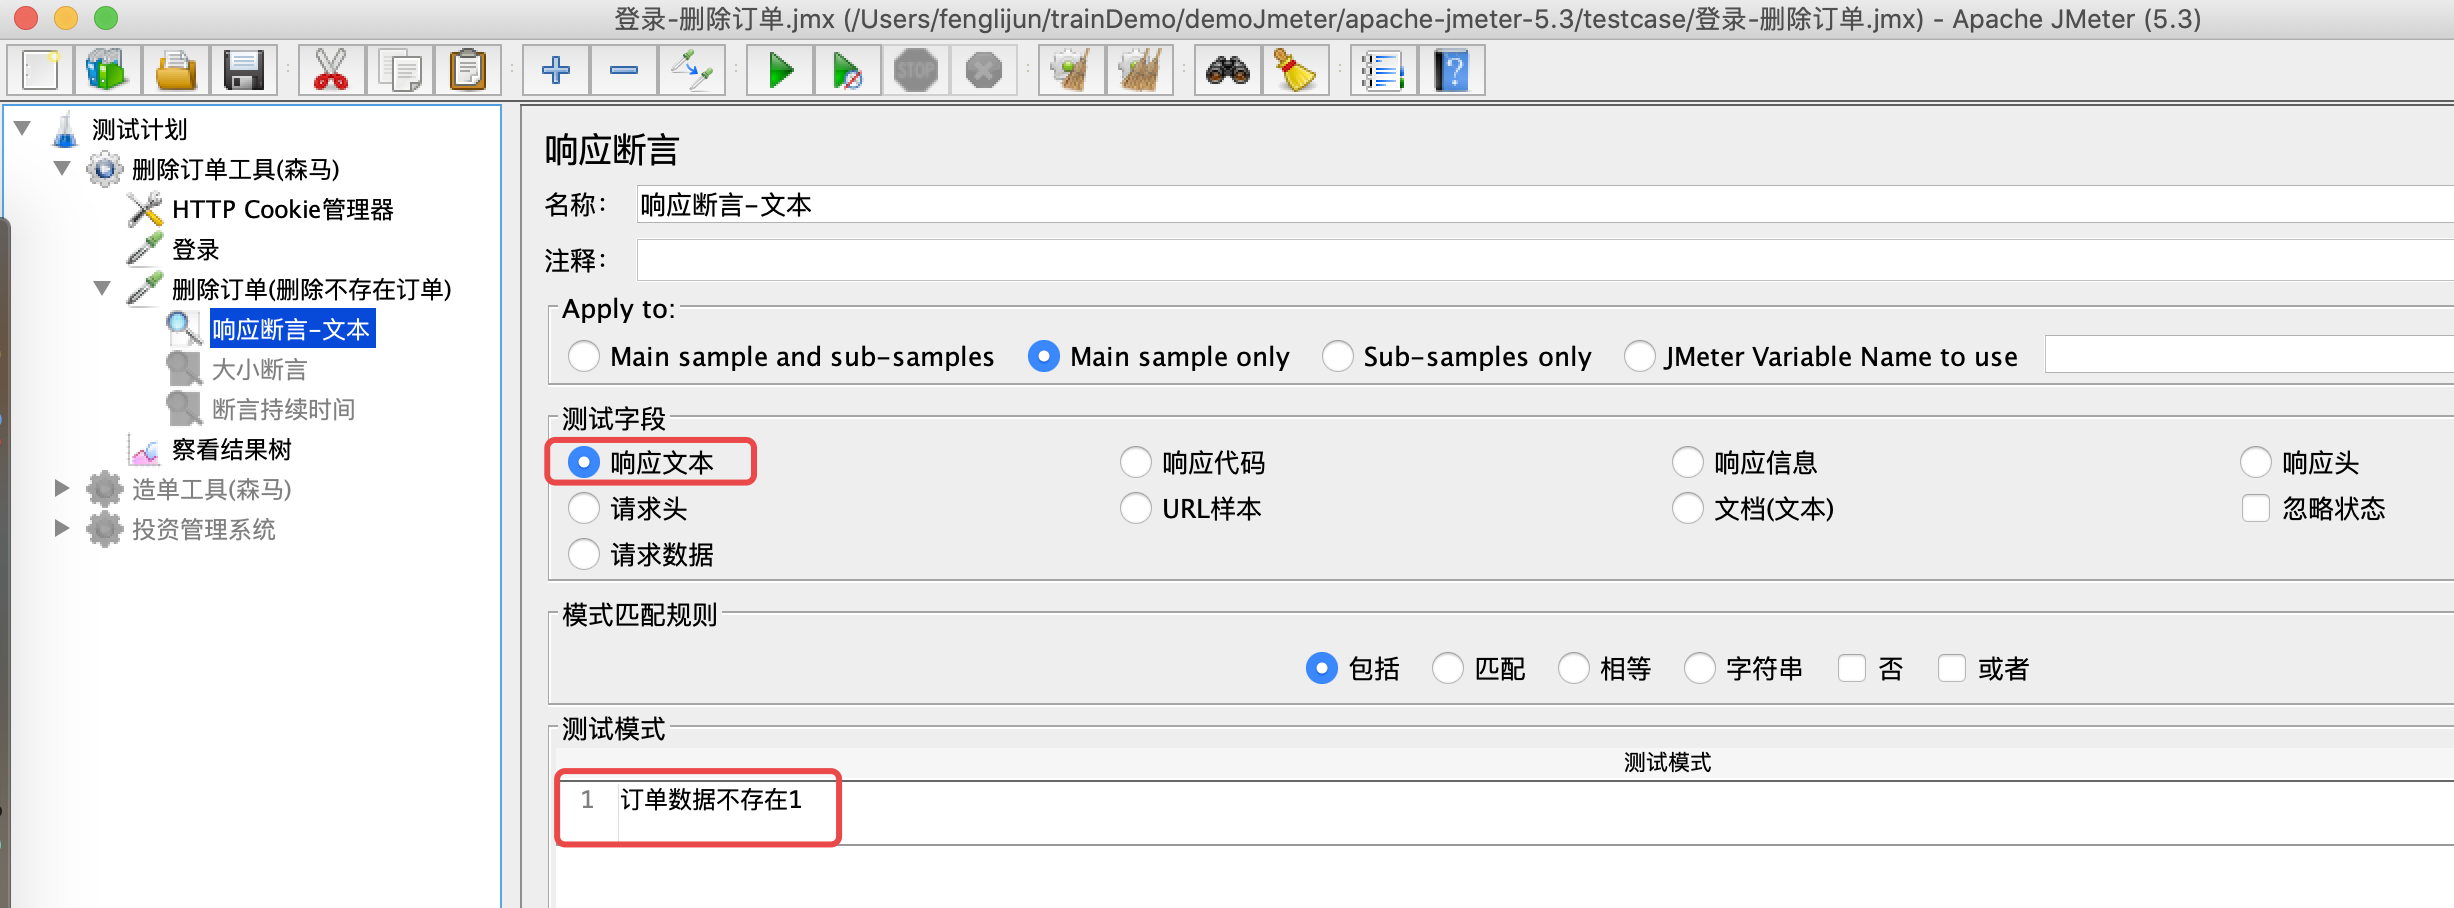 登录-删除订单.jmx (/Users/fenglijun/trainDemo/demoJmeter/apache-jmeter-5.3/testcase/登录-删除订单.jmx) - Apache JMeter (5.3)
STOP
测试计划
删除订单工具(森马)
HTTP Cookie管理器
登录
删除订单(删除不存在订单)
响应断言-文本
大小断言
断言持续时间
察看结果树
造单工具(森马)
投资管理系统
响应断言
名称： 响应断言-文本
注释：
Apply to:
Main sample and sub-samples Main sample only Sub-samples only JMeter Variable Name to use
测试字段
响应文本 响应代码 响应信息 响应头
请求头 URL样本 文档(文本) 忽略状态
请求数据
模式匹配规则
包括 匹配 相等 字符串 否 或者
测试模式
测试模式
1 订单数据不存在1